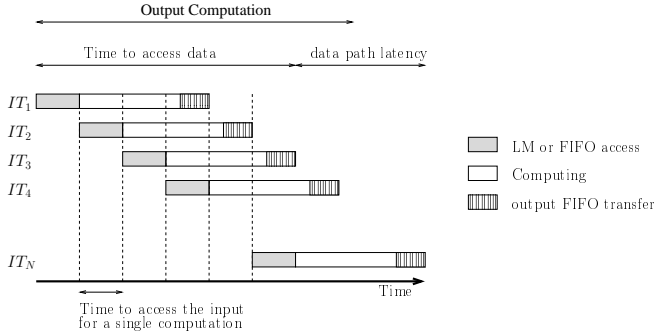 Output Computation
Time to access data
data path latency
IT1
IT2
IT3
IT4
ITN
LM or FIFO access
Computing
output FIFO transfer
Time
Time to access the input
for a single computation